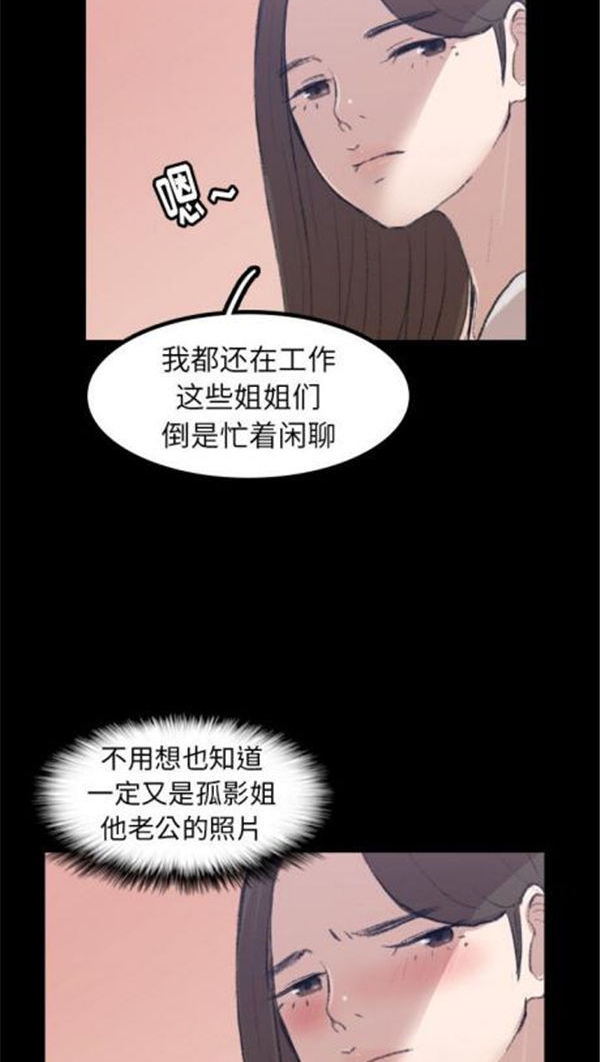 嗯~
我都还在工作
这些姐姐们
倒是忙着闲聊
不用想也知道
一定又是孤影姐
他老公的照片